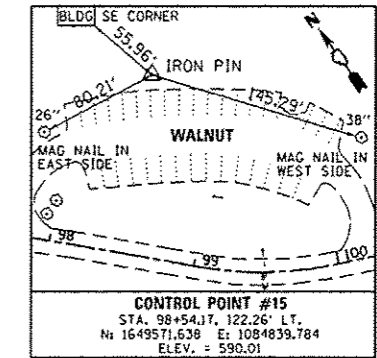 BLDG SE CORNER
55.96'
IRON PIN
80.21'
145.29'
26"
38"
N
WALNUT
MAG NAIL IN
EAST SIDE
MAG NAIL IN
WEST SIDE
98
99
100
CONTROL POINT #15
STA. 98+54.17, 122.26' LT.
N: 1649571.638 E: 1084839.784
ELEV. = 590.01